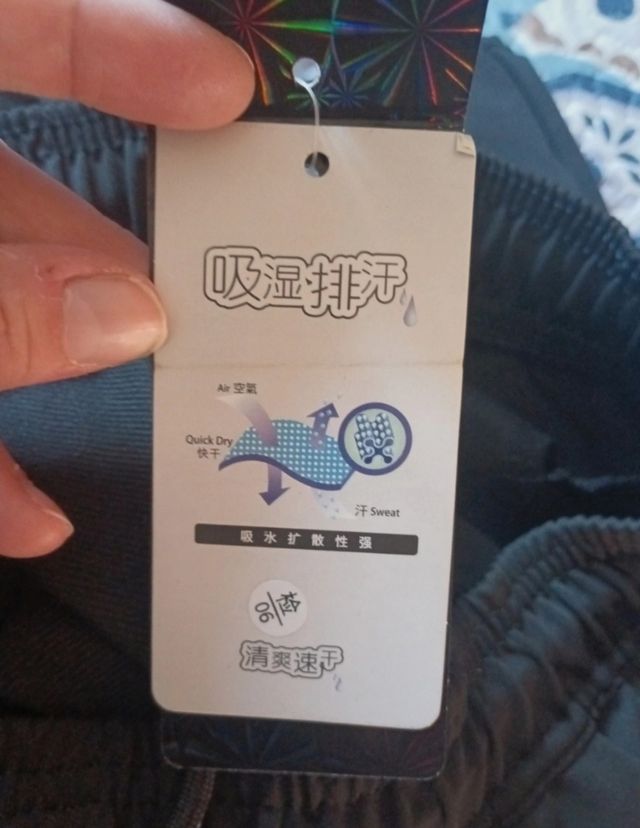 吸湿排汗
Air 空氣
Quick Dry
快干
汗 Sweat
吸水扩散性强
清爽速干